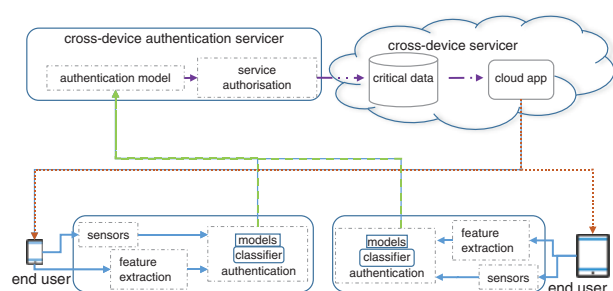 cross-device authentication servicer
cross-device servicer
authentication model
service
authorisation
critical data
cloud app
sensors
feature
extraction
models
classifier
authentication
end user
models
classifier
authentication
feature
extraction
sensors
end user